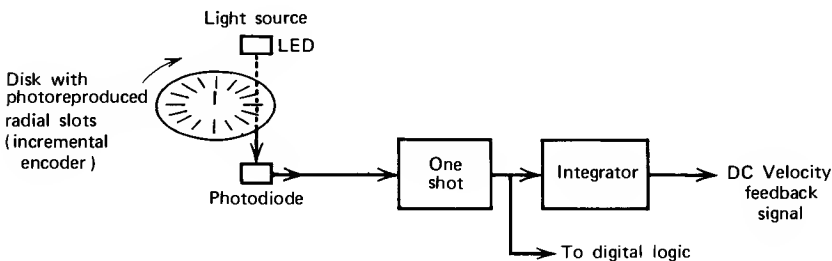 Light source
LED
Disk with
photoreproduced
radial slots
(incremental
encoder)
Photodiode
One
shot
Integrator
DC Velocity
feedback
signal
To digital logic